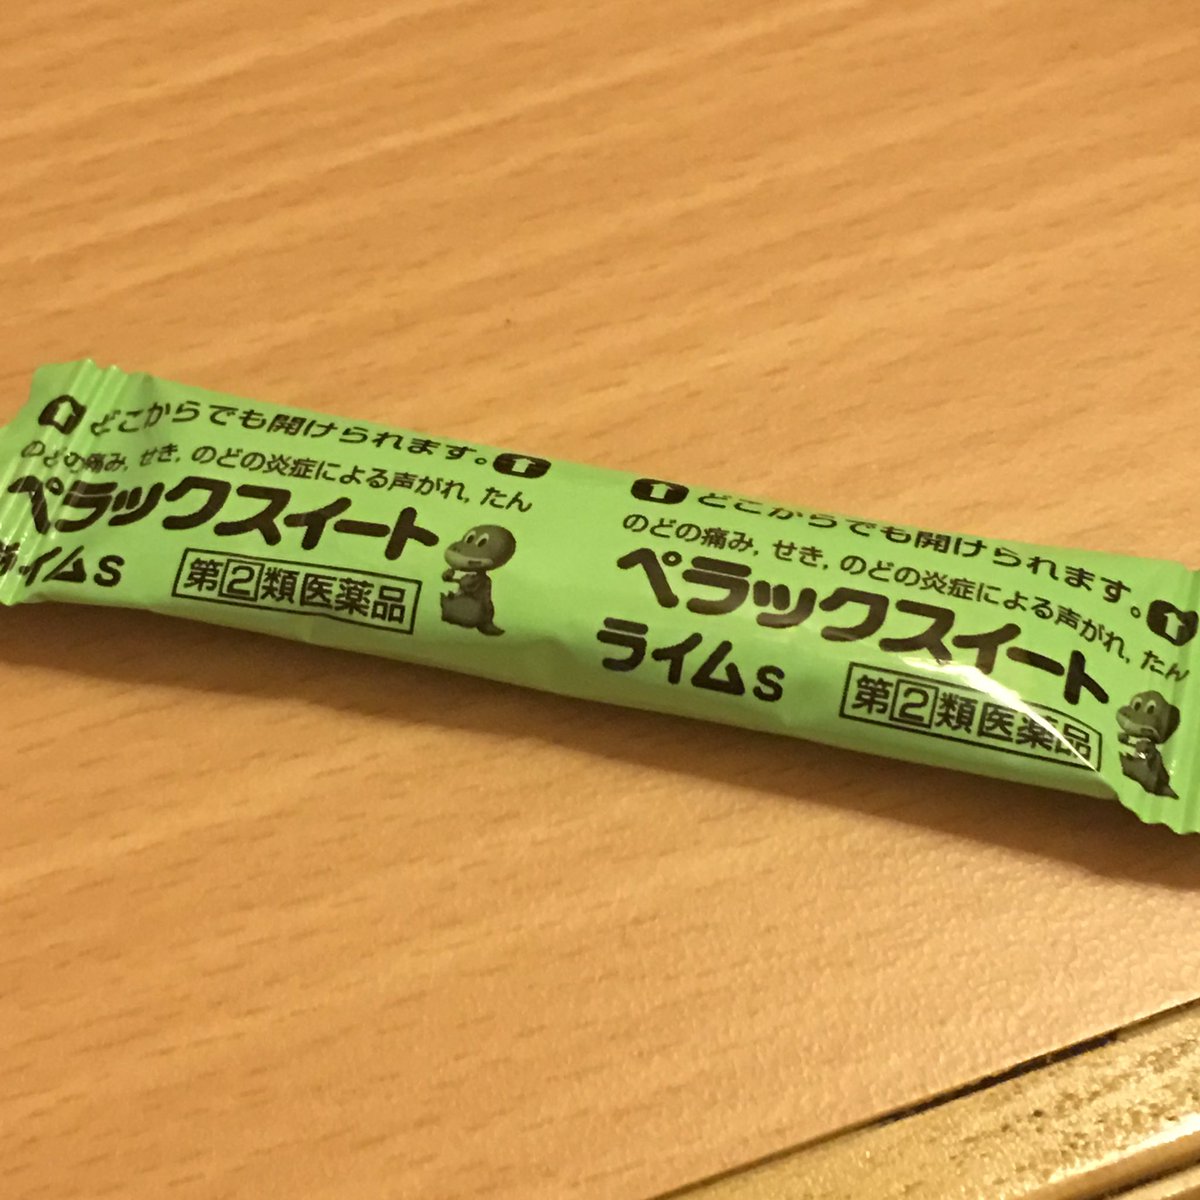 どこからでも開けられます。
のどの痛み, せき, のどの炎症による声がれ, たん
ペラックスイート
ライムS
第②類医薬品
どこからでも開けられます。
のどの痛み, せき, のどの炎症による声がれ, たん
ペラックスイート
ライムS
第②類医薬品